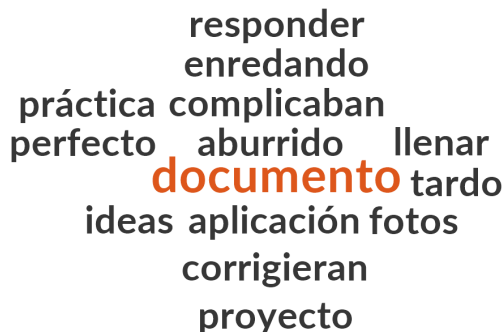 responder
enredando
práctica complicaban
perfecto aburrido llenar
documento tardo
ideas aplicación fotos
corrigieran
proyecto